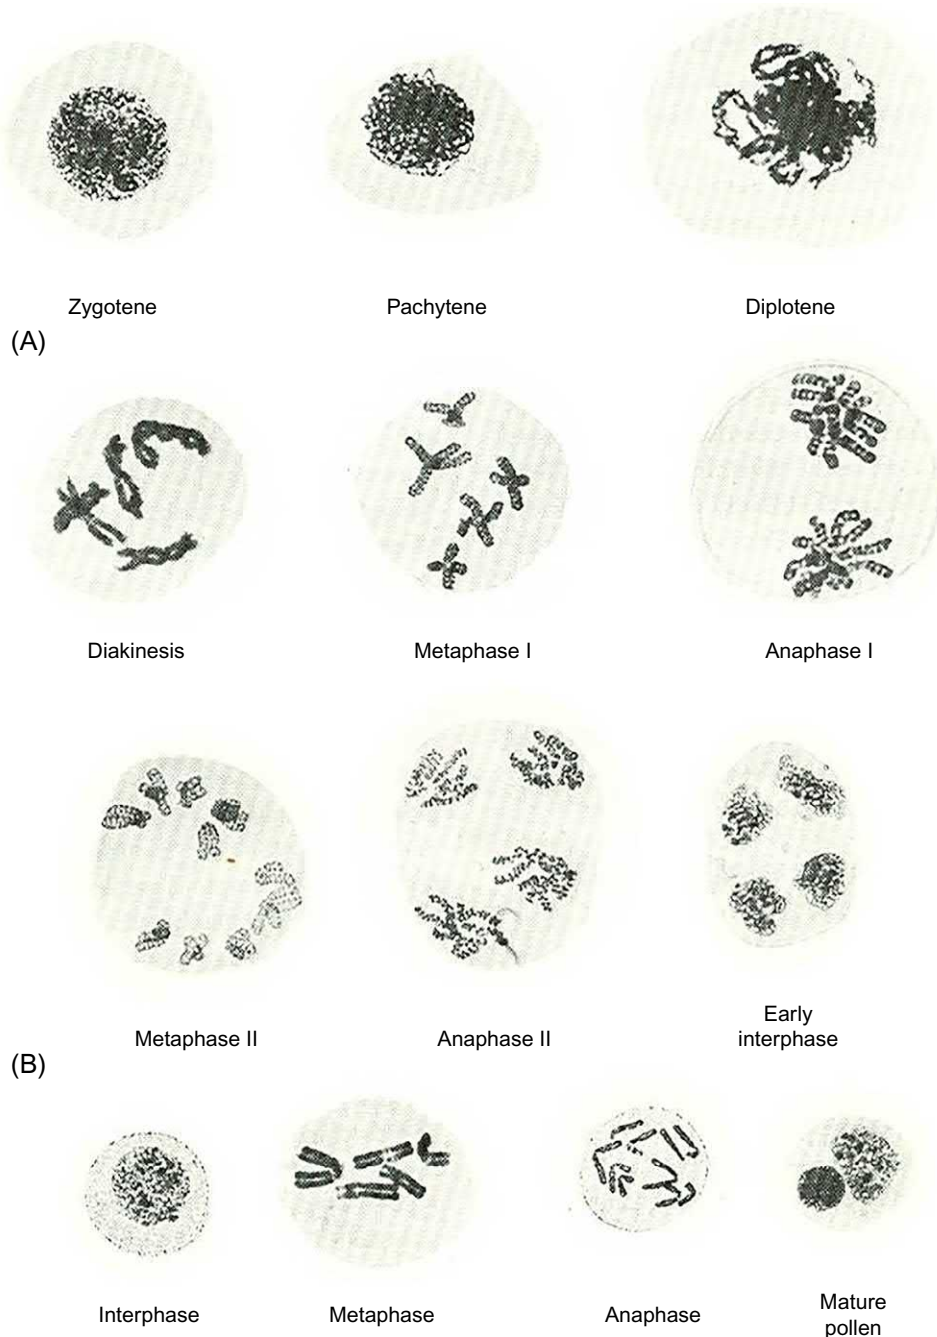 Zygotene
Pachytene
Diplotene
(A)
Diakinesis
Metaphase I
Anaphase I
Metaphase II
Anaphase II
Early
interphase
(B)
Interphase
Metaphase
Anaphase
Mature
pollen